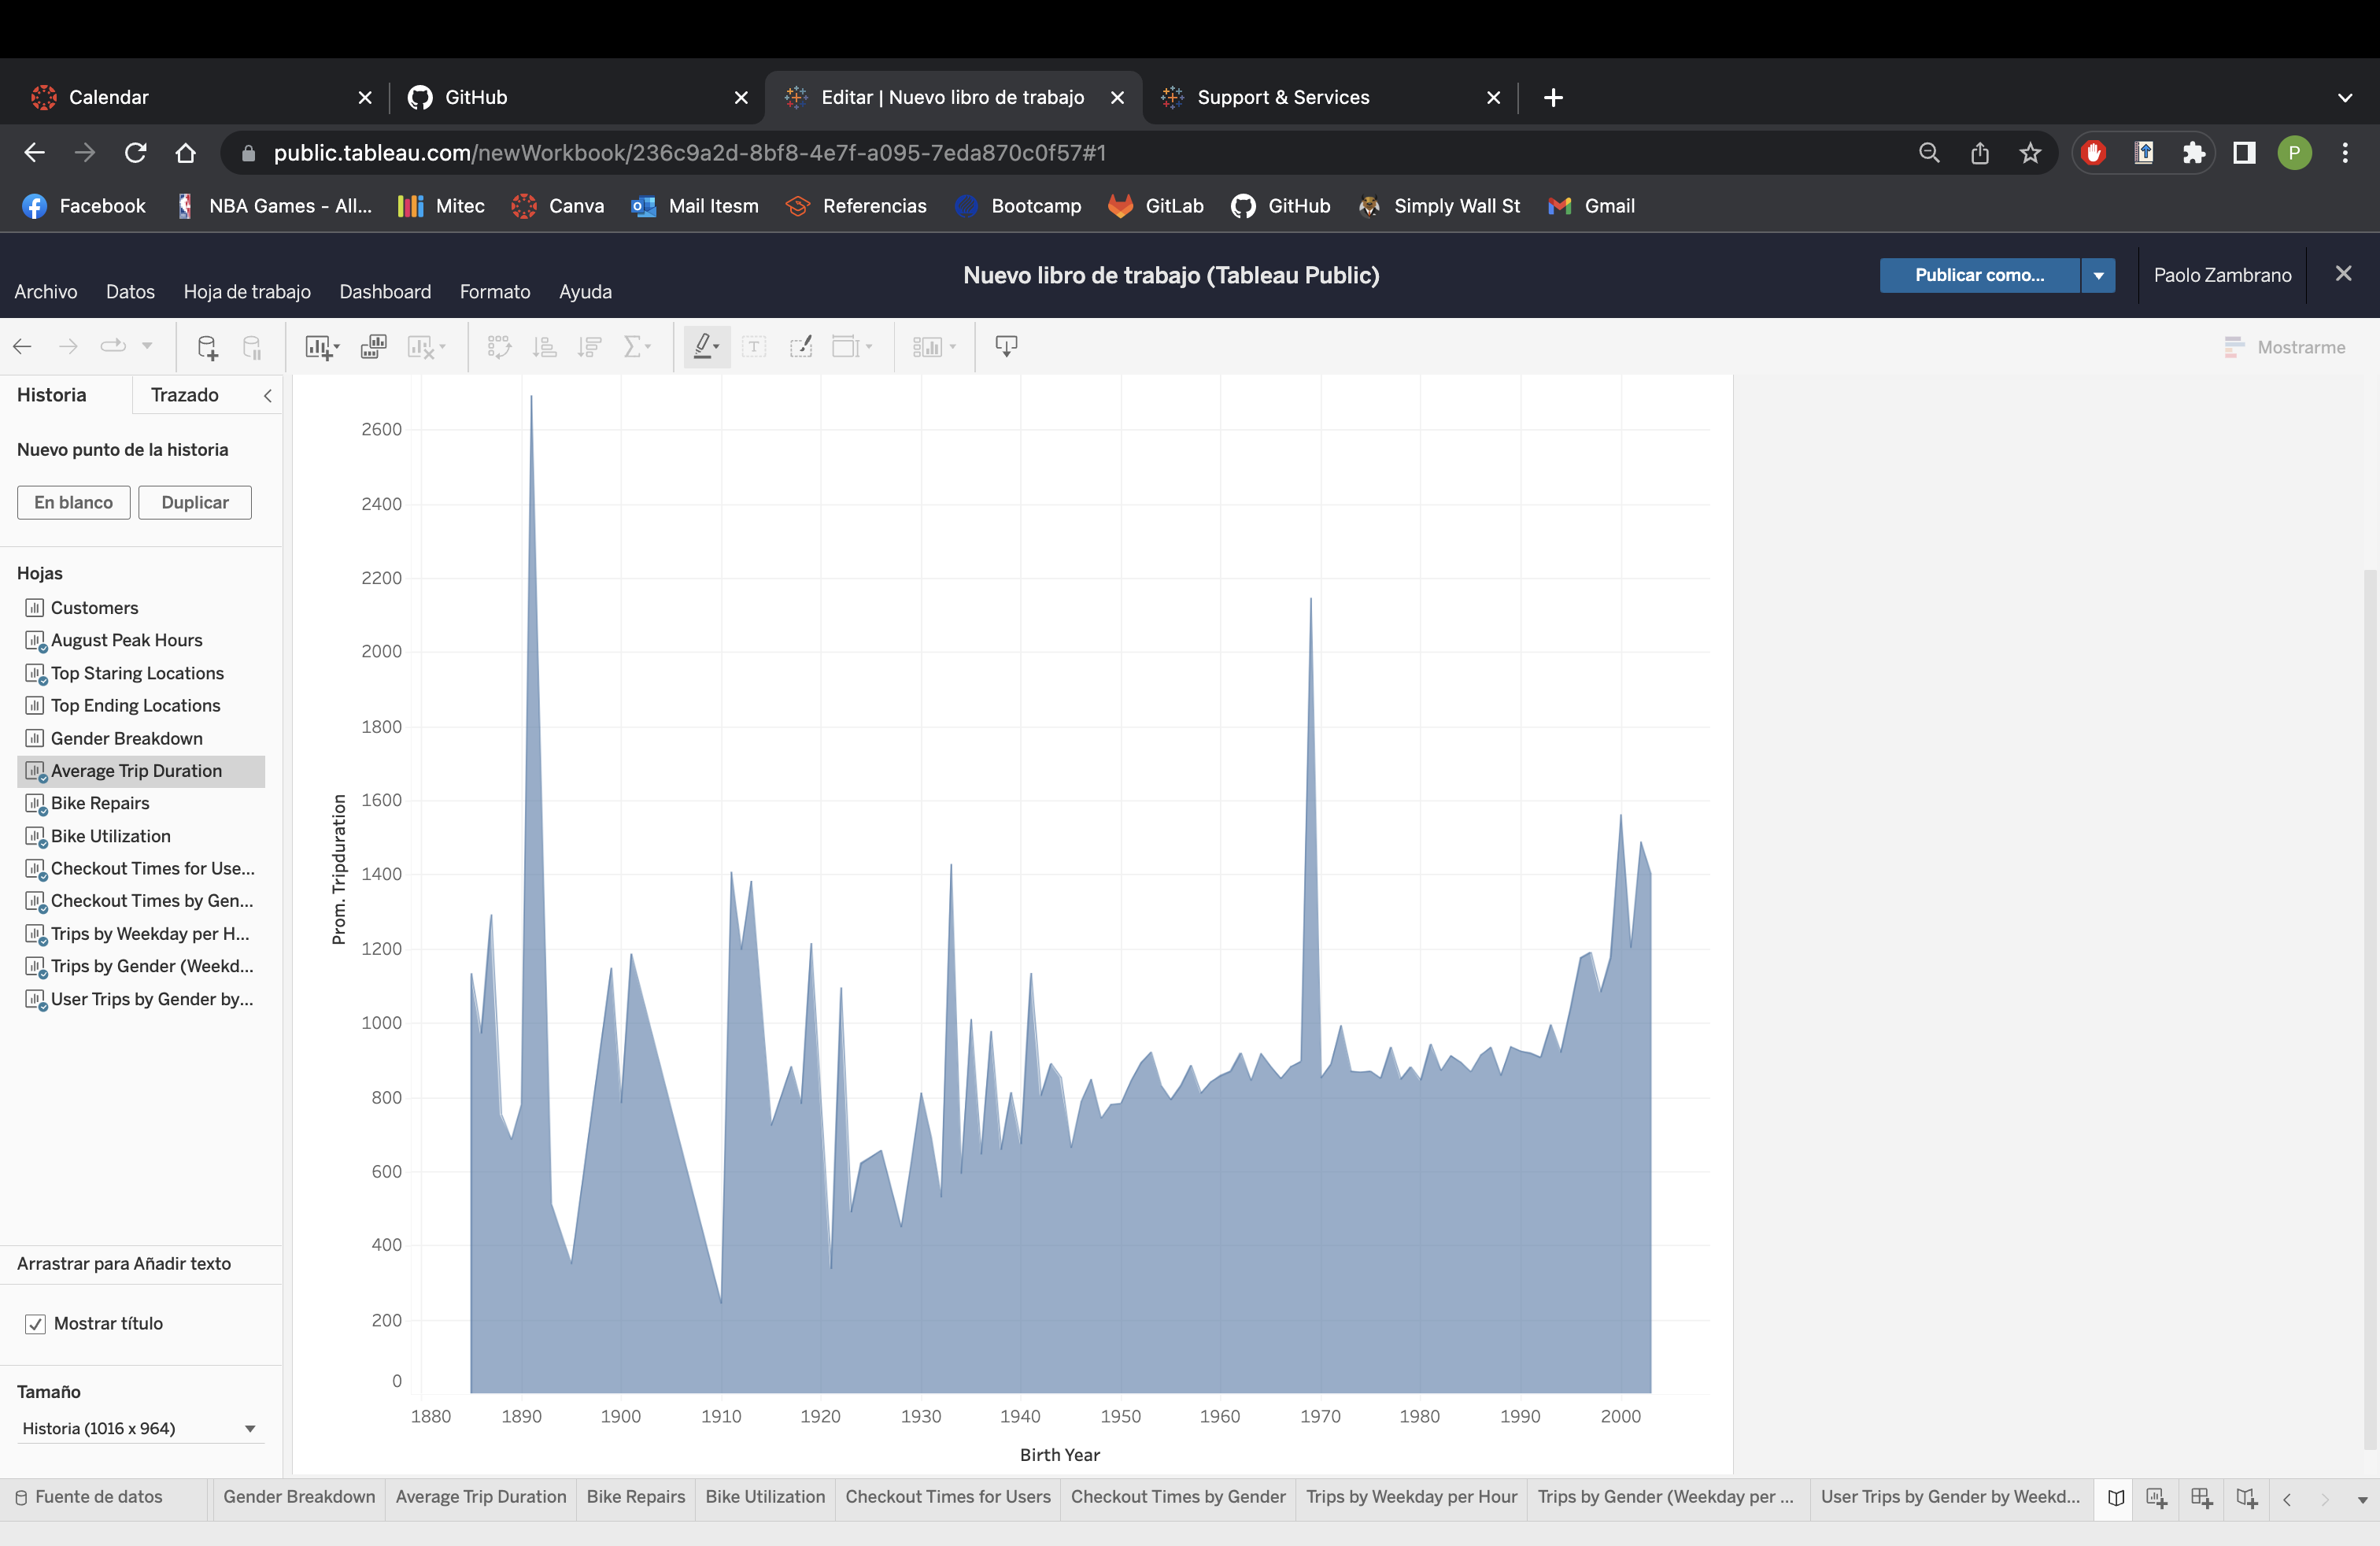 Calendar
GitHub
Editar | Nuevo libro de trabajo
Support & Services
public.tableau.com/newWorkbook/236c9a2d-8bf8-4e7f-a095-7eda870c0f57#1
P
Facebook
NBA Games - All...
Mitec
Canva
Mail Itesm
Referencias
Bootcamp
GitLab
GitHub
Simply Wall St
Gmail
Nuevo libro de trabajo (Tableau Public)
Publicar como...
Paolo Zambrano
Archivo
Datos
Hoja de trabajo
Dashboard
Formato
Ayuda
Mostrarme
Historia
Trazado
Nuevo punto de la historia
En blanco
Duplicar
Hojas
Customers
August Peak Hours
Top Staring Locations
Top Ending Locations
Gender Breakdown
Average Trip Duration
Bike Repairs
Bike Utilization
Checkout Times for Use...
Checkout Times by Gen...
Trips by Weekday per H...
Trips by Gender (Weekd...
User Trips by Gender by...
Arrastrar para Añadir texto
Mostrar título
Tamaño
Historia (1016 x 964)
2600
2400
2200
2000
1800
1600
1400
1200
1000
800
600
400
200
0
Prom. Tripduration
1880
1890
1900
1910
1920
1930
1940
1950
1960
1970
1980
1990
2000
Birth Year
Fuente de datos
Gender Breakdown
Average Trip Duration
Bike Repairs
Bike Utilization
Checkout Times for Users
Checkout Times by Gender
Trips by Weekday per Hour
Trips by Gender (Weekday per ...
User Trips by Gender by Weekd...